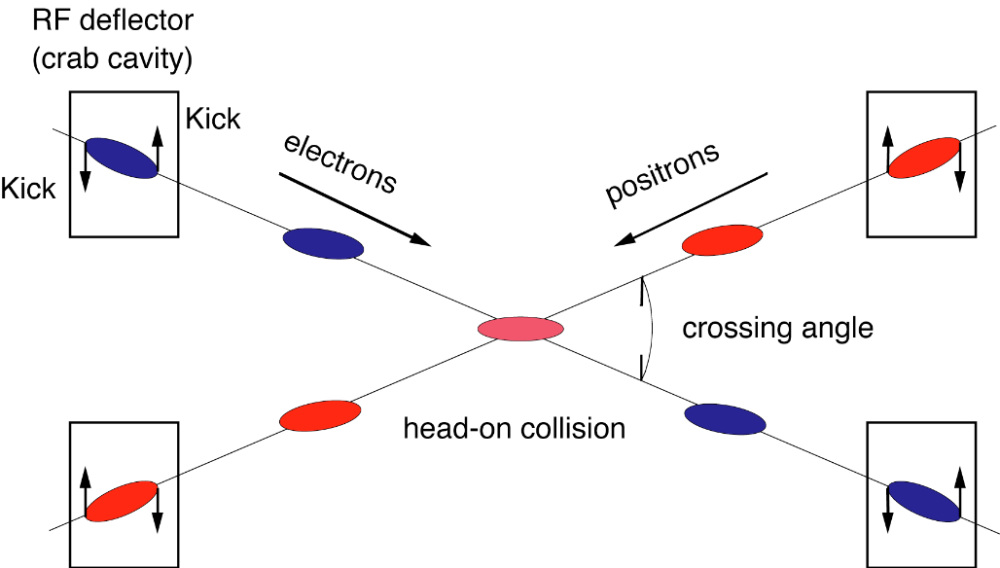 RF deflector
(crab cavity)
Kick
Kick
electrons
positrons
crossing angle
head-on collision